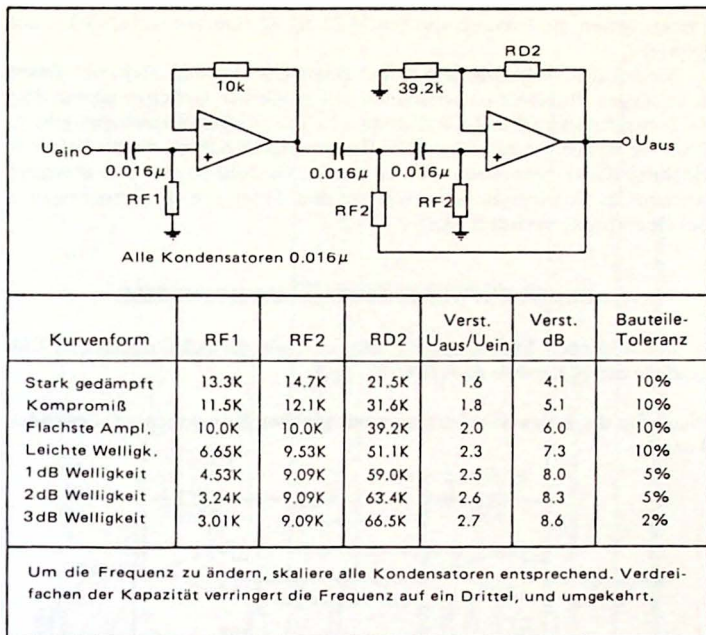 RD2
10k
39.2k
Uein
0.016µ
RF1
0.016µ
0.016µ
RF2
RF2
Uaus
Alle Kondensatoren 0.016µ
Kurvenform RF1 RF2 RD2 Verst. Uaus/Uein Verst. dB Bauteile-Toleranz
Stark gedämpft 13.3K 14.7K 21.5K 1.6 4.1 10%
Kompromiß 11.5K 12.1K 31.6K 1.8 5.1 10%
Flachste Ampl. 10.0K 10.0K 39.2K 2.0 6.0 10%
Leichte Welligk. 6.65K 9.53K 51.1K 2.3 7.3 10%
1dB Welligkeit 4.53K 9.09K 59.0K 2.5 8.0 5%
2dB Welligkeit 3.24K 9.09K 63.4K 2.6 8.3 5%
3dB Welligkeit 3.01K 9.09K 66.5K 2.7 8.6 2%
Um die Frequenz zu ändern, skaliere alle Kondensatoren entsprechend. Verdrei-
fachen der Kapazität verringert die Frequenz auf ein Drittel, und umgekehrt.